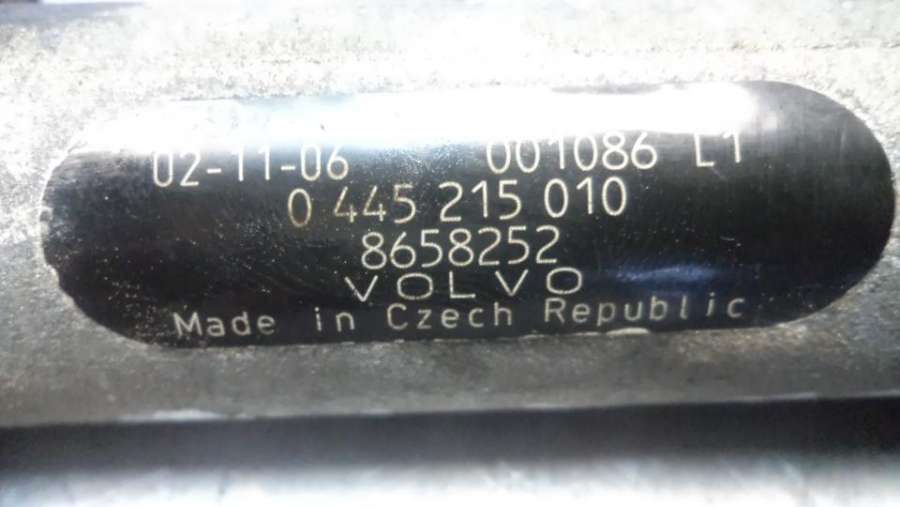 02-11-06 001086 L1
0 445 215 010
8658252
VOLVO
Made in Czech Republic